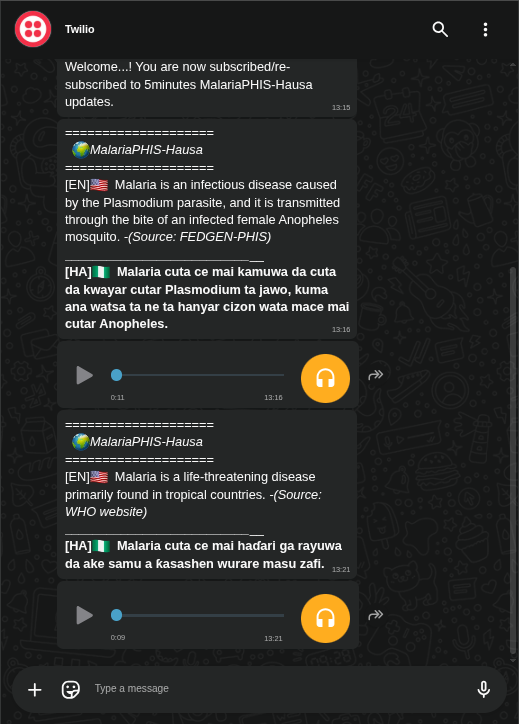 Twilio
Welcome...! You are now subscribed/re-
subscribed to 5minutes MalariaPHIS-Hausa
updates.
13:15
=====================
🌍MalariaPHIS-Hausa
=====================
[EN]🇺🇸 Malaria is an infectious disease caused
by the Plasmodium parasite, and it is transmitted
through the bite of an infected female Anopheles
mosquito. -(Source: FEDGEN-PHIS)
____________________________
[HA]🇳🇬 Malaria cuta ce mai kamuwa da cuta
da kwayar cutar Plasmodium ta jawo, kuma
ana watsa ta ne ta hanyar cizon wata mace mai
cutar Anopheles.
13:16
0:11
13:16
=====================
🌍MalariaPHIS-Hausa
=====================
[EN]🇺🇸 Malaria is a life-threatening disease
primarily found in tropical countries. -(Source:
WHO website)
____________________________
[HA]🇳🇬 Malaria cuta ce mai haɗari ga rayuwa
da ake samu a ƙasashen wurare masu zafi.
13:21
0:09
13:21
Type a message